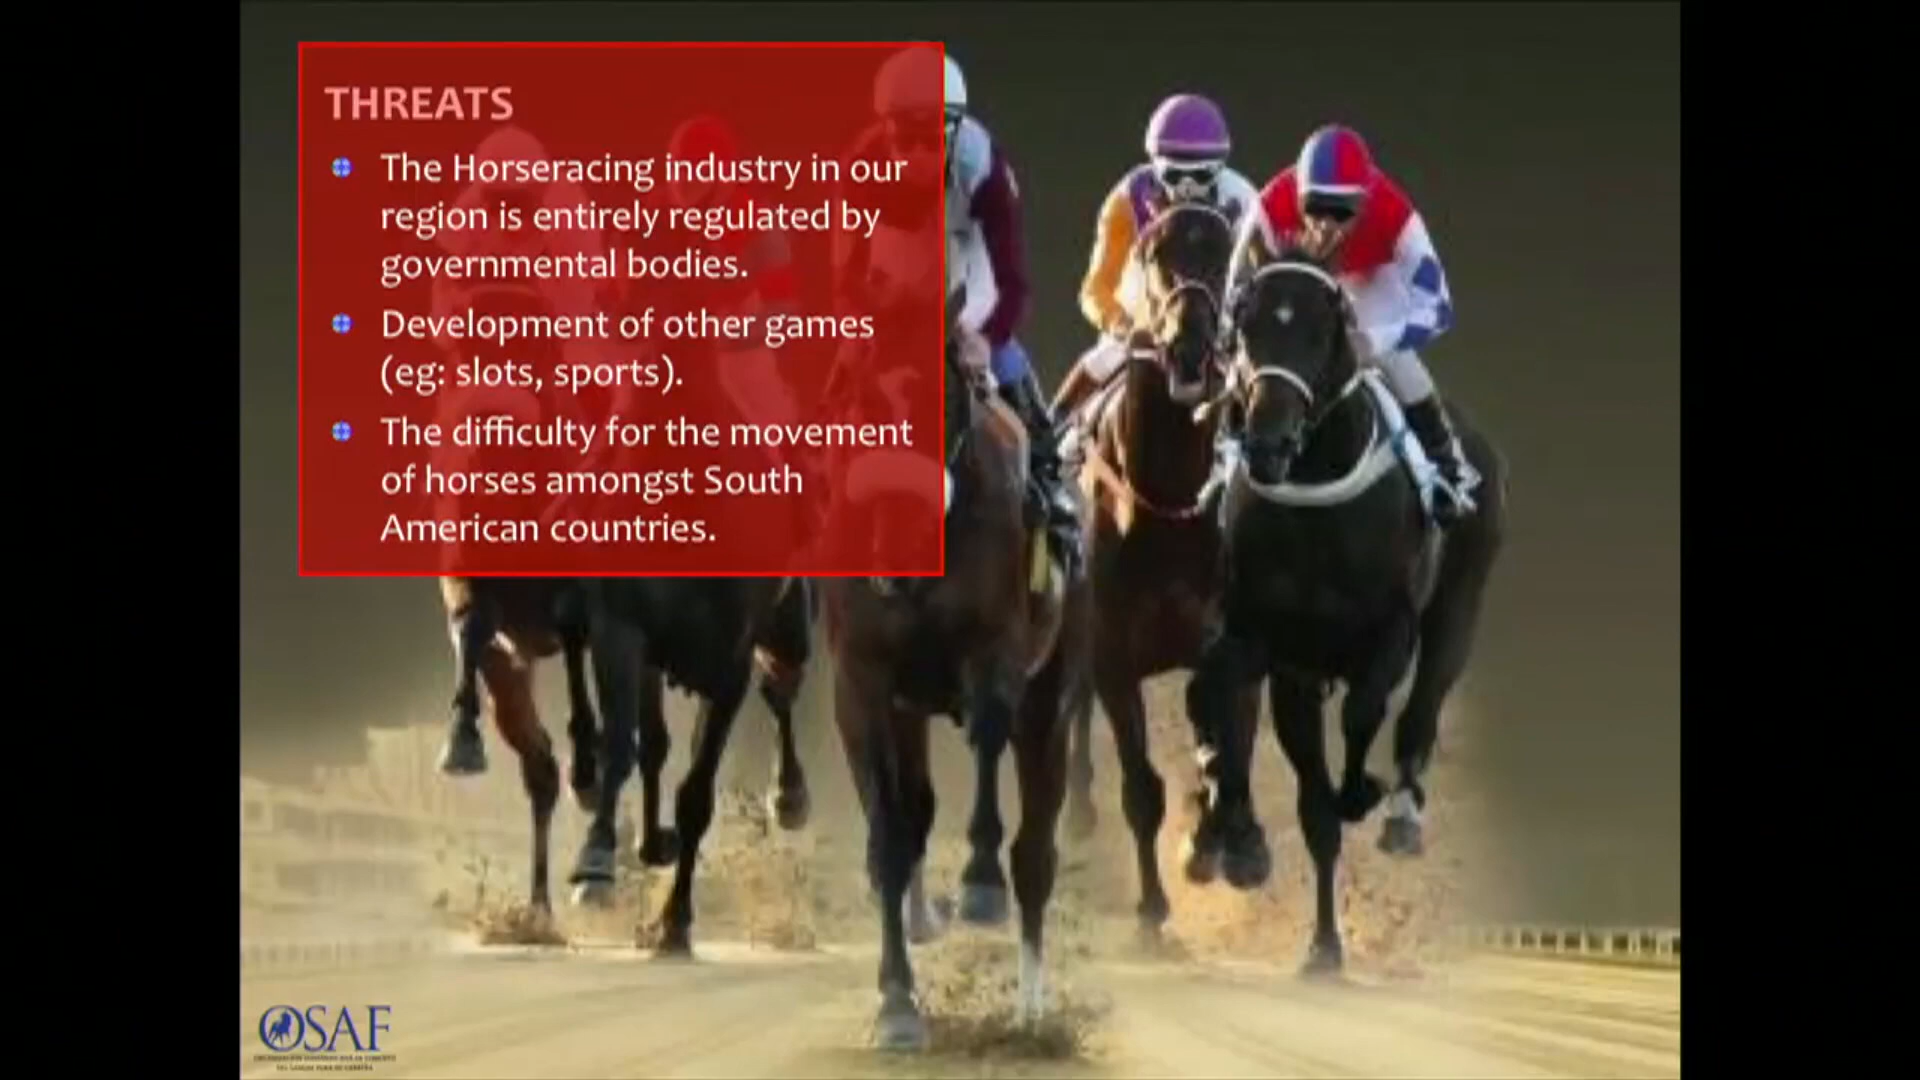 THREATS
The Horseracing industry in our
region is entirely regulated by
governmental bodies.
Development of other games
(eg: slots, sports).
The difficulty for the movement
of horses amongst South
American countries.
OSAF